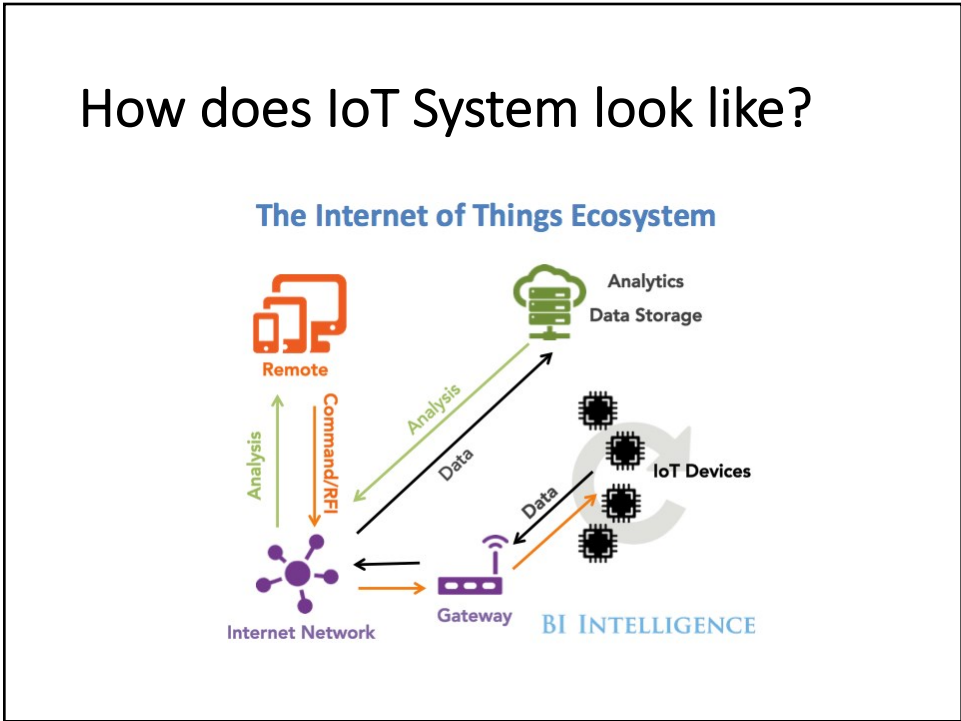 How does IoT System look like?
The Internet of Things Ecosystem
Analytics
Data Storage
Remote
Analysis
Command/RFI
Analysis
Data
IoT Devices
Data
Internet Network
Gateway
BI INTELLIGENCE